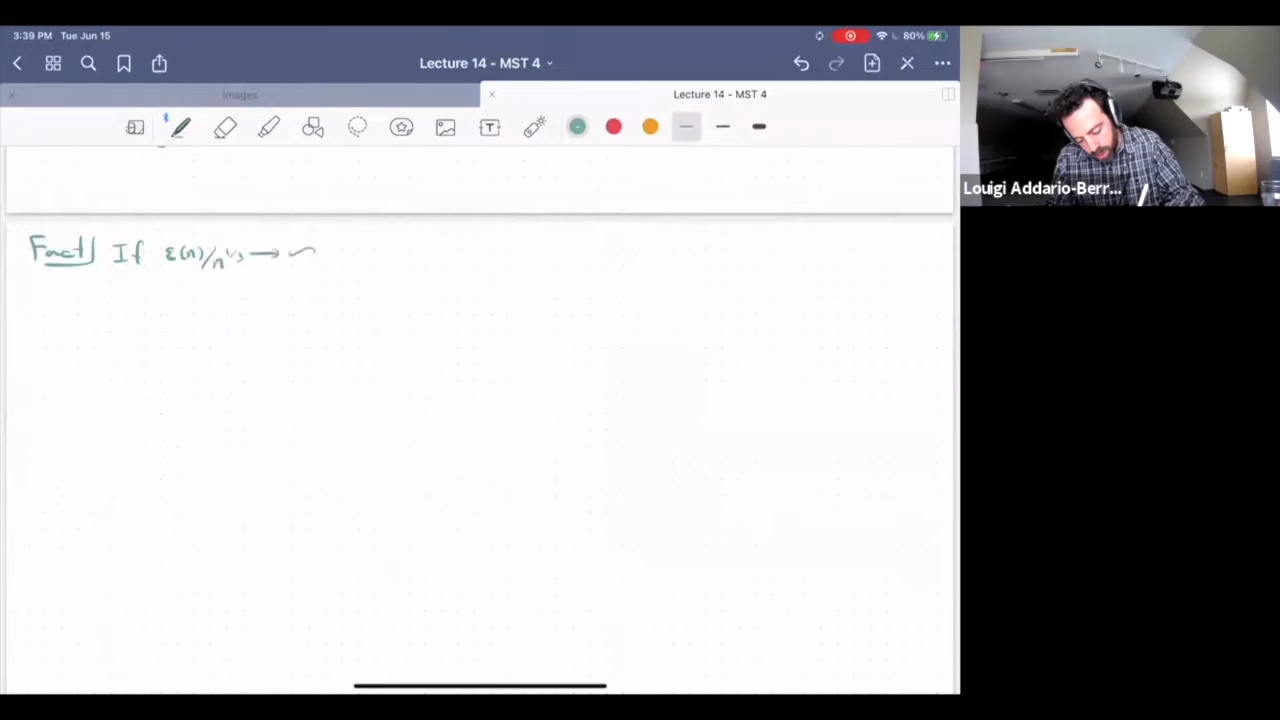 3:39 PM Tue Jun 15
80%
Lecture 14 - MST 4
Images
Lecture 14 - MST 4
T
Louigi Addario-Berr...
Fact] If ε(n)/n^{1/3} →